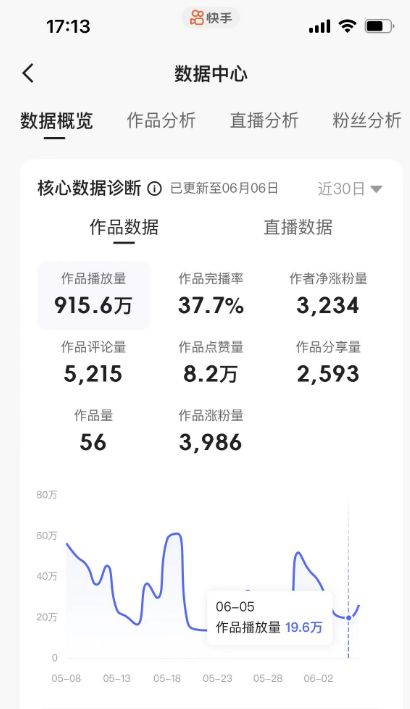 17:13
快手
数据中心
数据概览 作品分析 直播分析 粉丝分析
核心数据诊断 已更新至06月06日 近30日
作品数据 直播数据
作品播放量 作品完播率 作者净涨粉量
915.6万 37.7% 3,234
作品评论量 作品点赞量 作品分享量
5,215 8.2万 2,593
作品量 作品涨粉量
56 3,986
80万
60万
40万
20万
0
06-05
作品播放量 19.6万
05-08 05-13 05-18 05-23 05-28 06-02